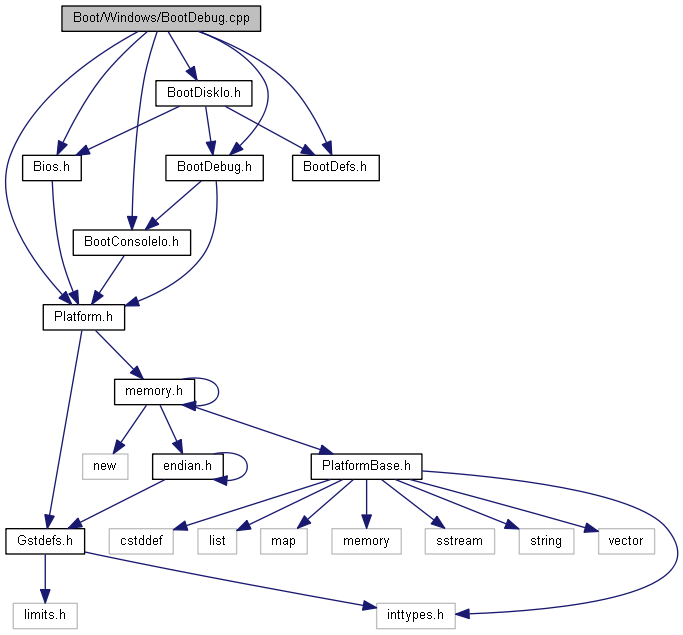 Boot/Windows/BootDebug.cpp
BootDiskIo.h
Bios.h
BootDebug.h
BootDefs.h
BootConsoleIo.h
Platform.h
memory.h
new
endian.h
PlatformBase.h
Gstdefs.h
cstddef
list
map
memory
sstream
string
vector
limits.h
inttypes.h